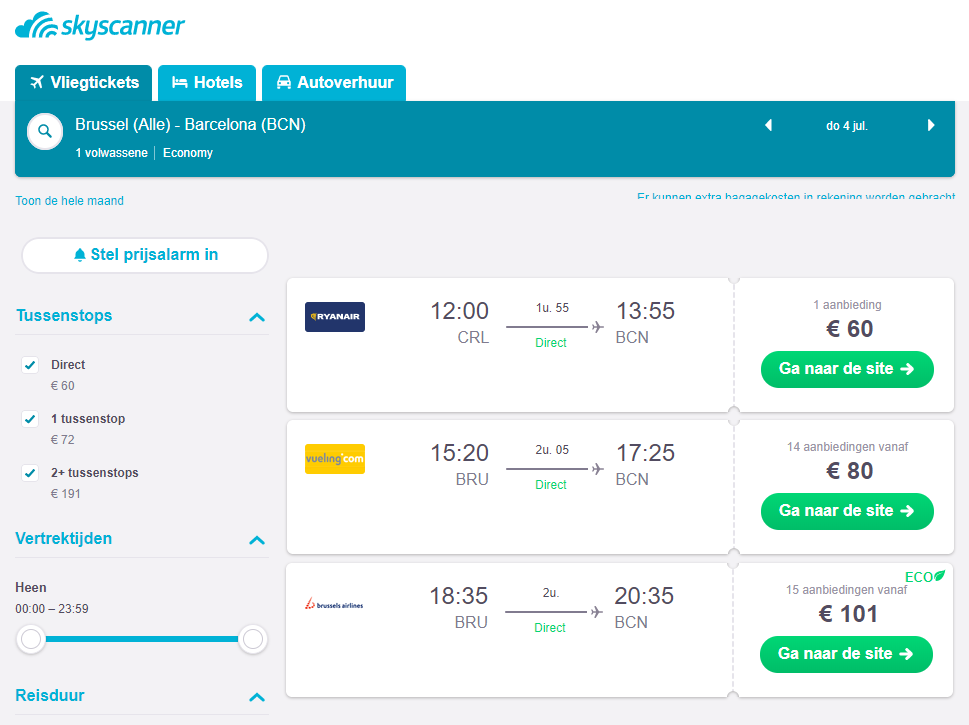 skyscanner
Vliegtickets
Hotels
Autoverhuur
Brussel (Alle) - Barcelona (BCN)
do 4 jul.
1 volwassene | Economy
Toon de hele maand
Er kunnen extra bagagekosten in rekening worden gebracht
Stel prijsalarm in
Tussenstops
Direct
€ 60
1 tussenstop
€ 72
2+ tussenstops
€ 191
Vertrektijden
Heen
00:00 – 23:59
Reisduur
RYANAIR
12:00
CRL
1u. 55
Direct
13:55
BCN
1 aanbieding
€ 60
Ga naar de site
vueling.com
15:20
BRU
2u. 05
Direct
17:25
BCN
14 aanbiedingen vanaf
€ 80
Ga naar de site
brussels airlines
18:35
BRU
2u.
Direct
20:35
BCN
ECO
15 aanbiedingen vanaf
€ 101
Ga naar de site